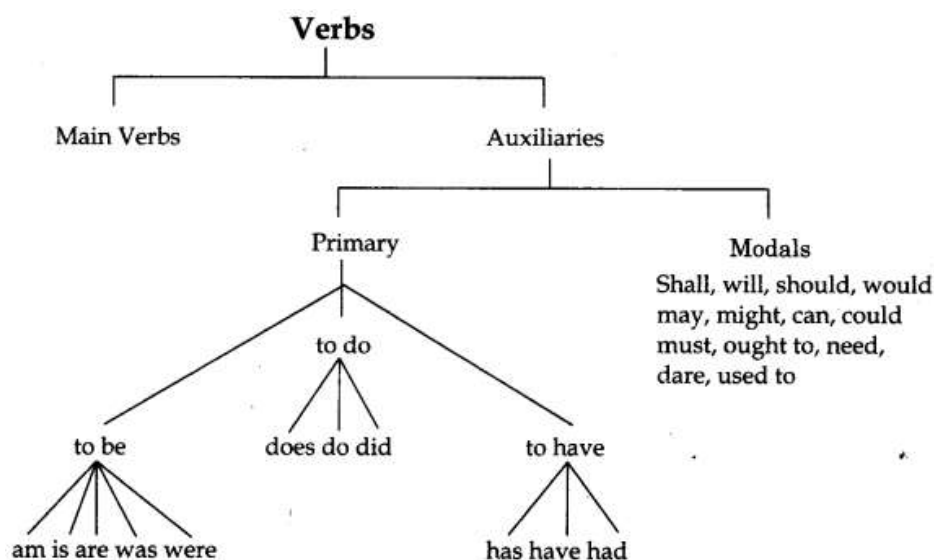 Verbs
Main Verbs
Auxiliaries
Primary
Modals
Shall, will, should, would
may, might, can, could
must, ought to, need,
dare, used to
to do
does do did
to be
to have
am is are was were
has have had